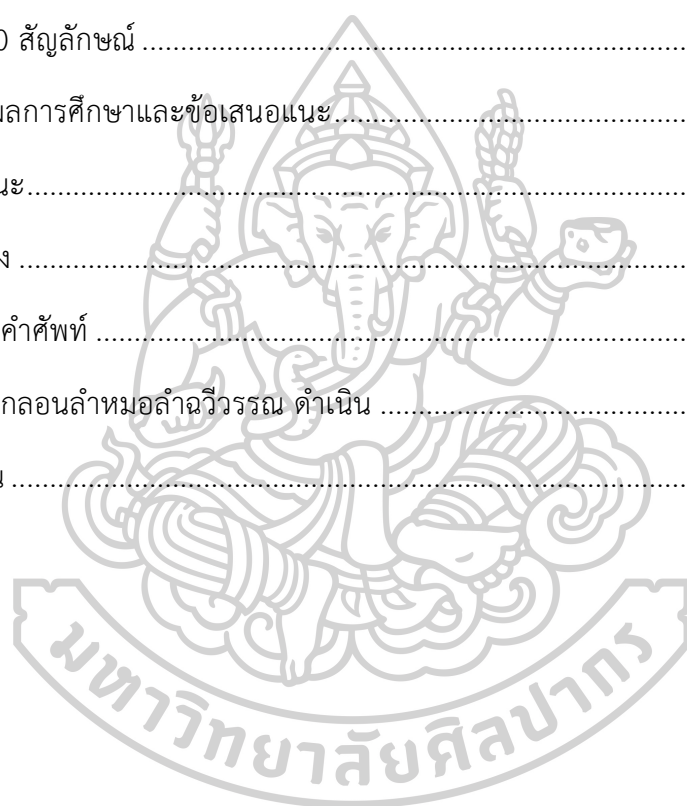 0 สัญลักษณ์ ................................................................
ผลการศึกษาและข้อเสนอแนะ................................................
นะ................................................................................
ง ................................................................................
คำศัพท์ .......................................................................
กลอนลำหมอลำฉวีวรรณ ดำเนิน ..........................................
น ................................................................................
มหาวิทยาลัยศิลปากร